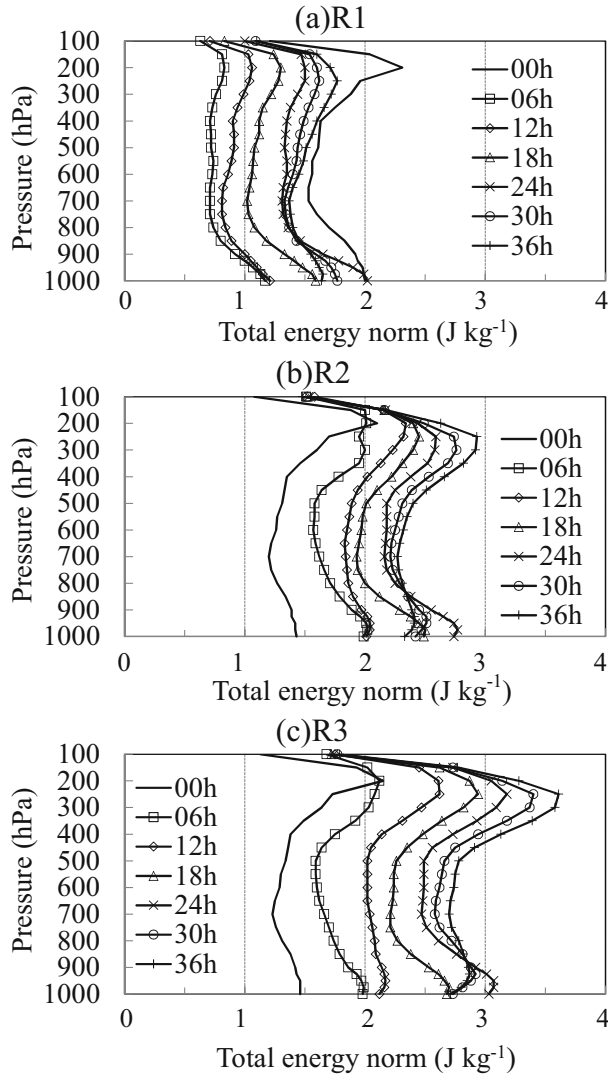 (a)R1
Pressure (hPa)
100
200
300
400
500
600
700
800
900
1000
0 1 2 3 4
Total energy norm (J kg⁻¹)
00h
06h
12h
18h
24h
30h
36h
(b)R2
Pressure (hPa)
100
200
300
400
500
600
700
800
900
1000
0 1 2 3 4
Total energy norm (J kg⁻¹)
00h
06h
12h
18h
24h
30h
36h
(c)R3
Pressure (hPa)
100
200
300
400
500
600
700
800
900
1000
0 1 2 3 4
Total energy norm (J kg⁻¹)
00h
06h
12h
18h
24h
30h
36h